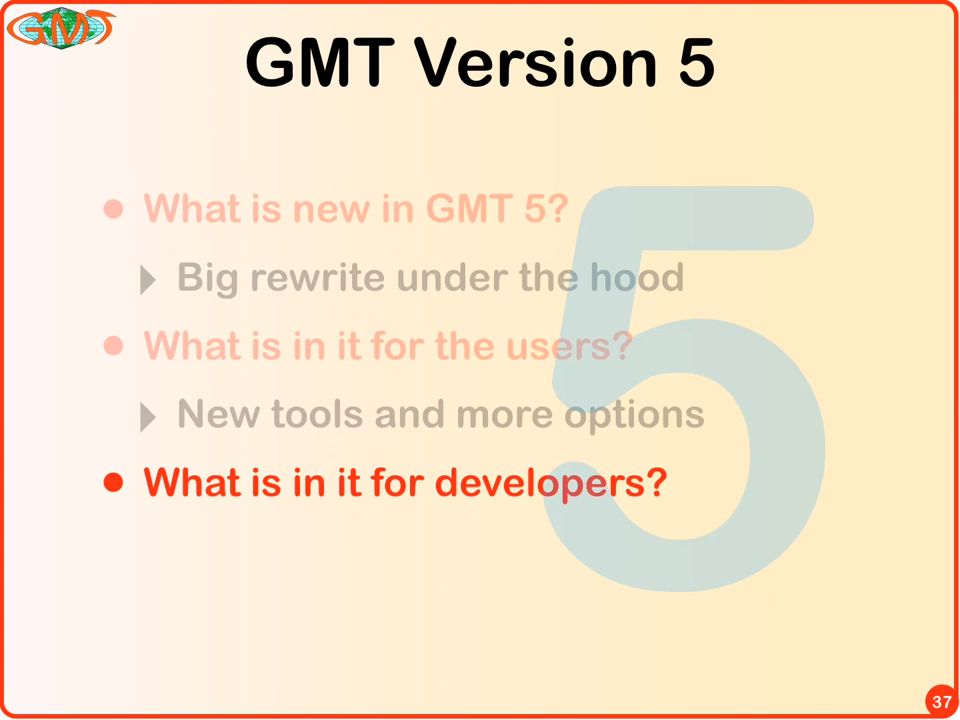 GMT
GMT Version 5
5
• What is new in GMT 5?
‣ Big rewrite under the hood
• What is in it for the users?
‣ New tools and more options
• What is in it for developers?
37